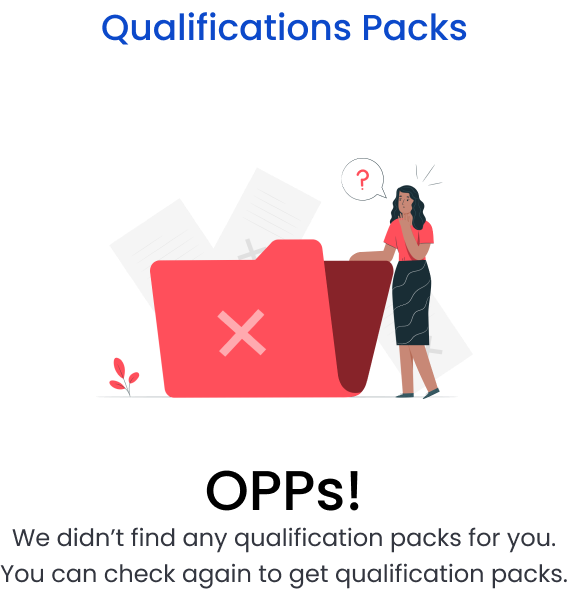 Qualifications Packs
?
OPPs!
We didn’t find any qualification packs for you.
You can check again to get qualification packs.